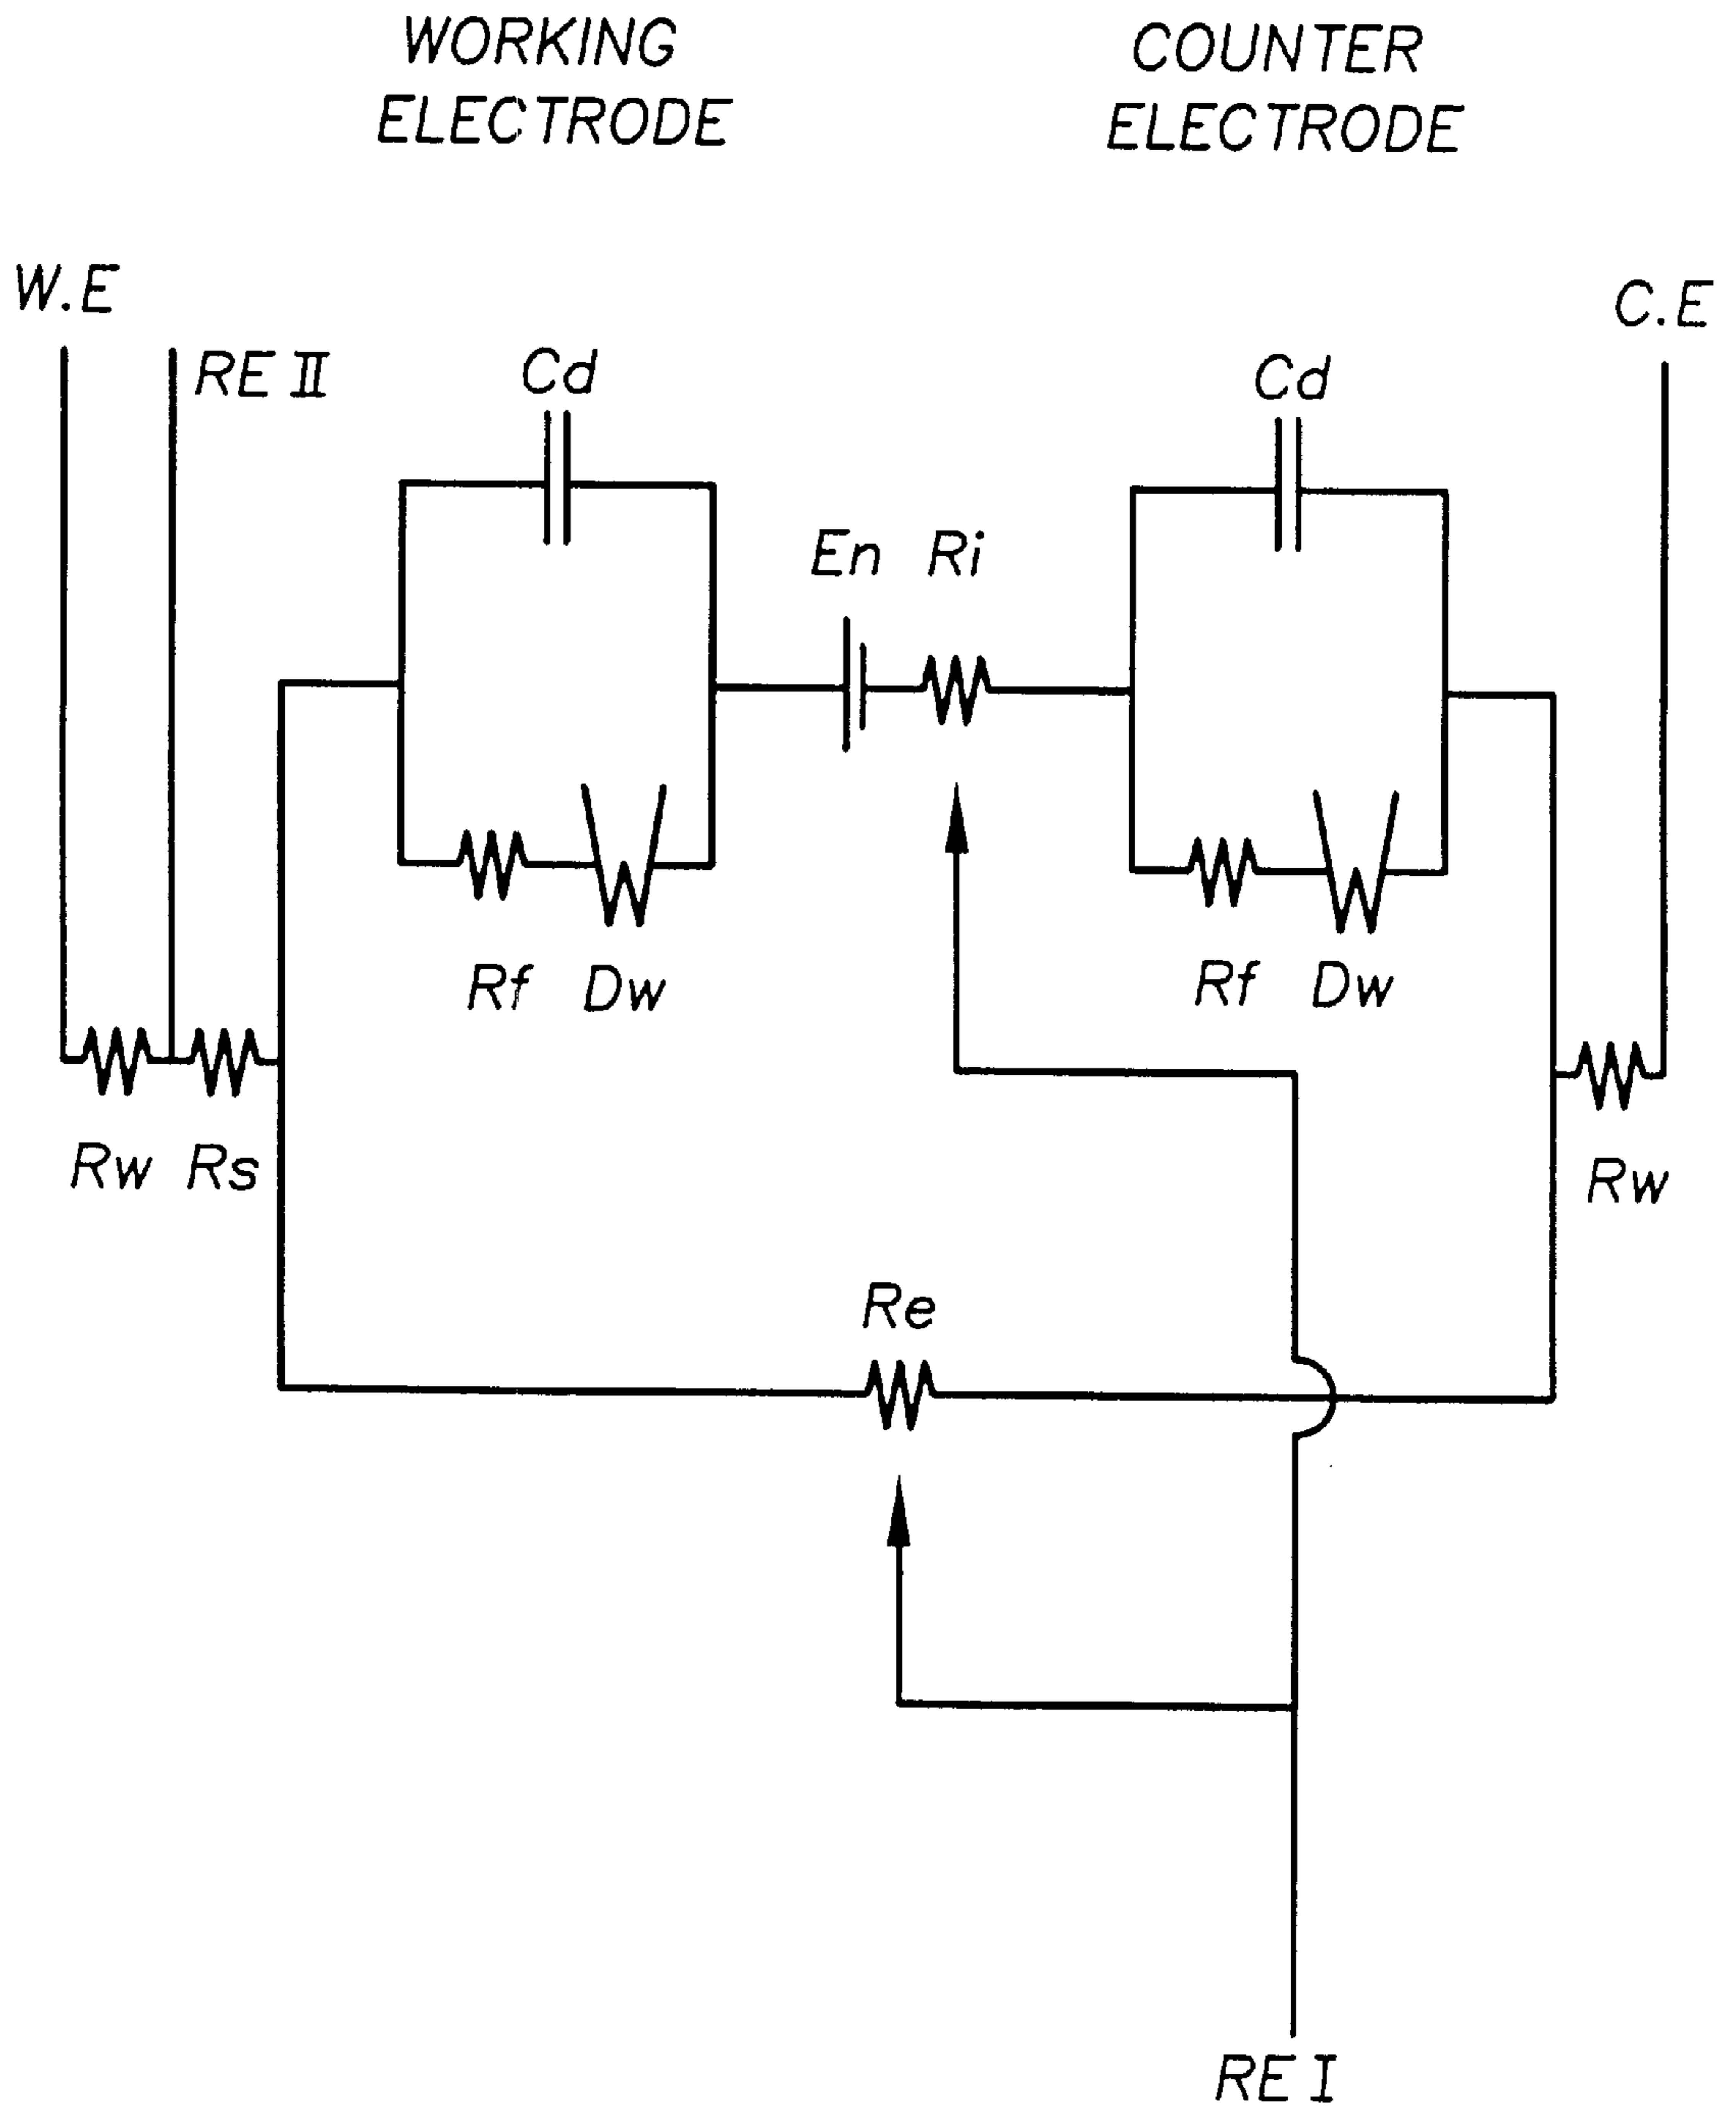 WORKING
ELECTRODE
COUNTER
ELECTRODE
W.E
C.E
RE II
Cd
Cd
En Ri
Rf Dw
Rf Dw
Rw Rs
Rw
Re
RE I